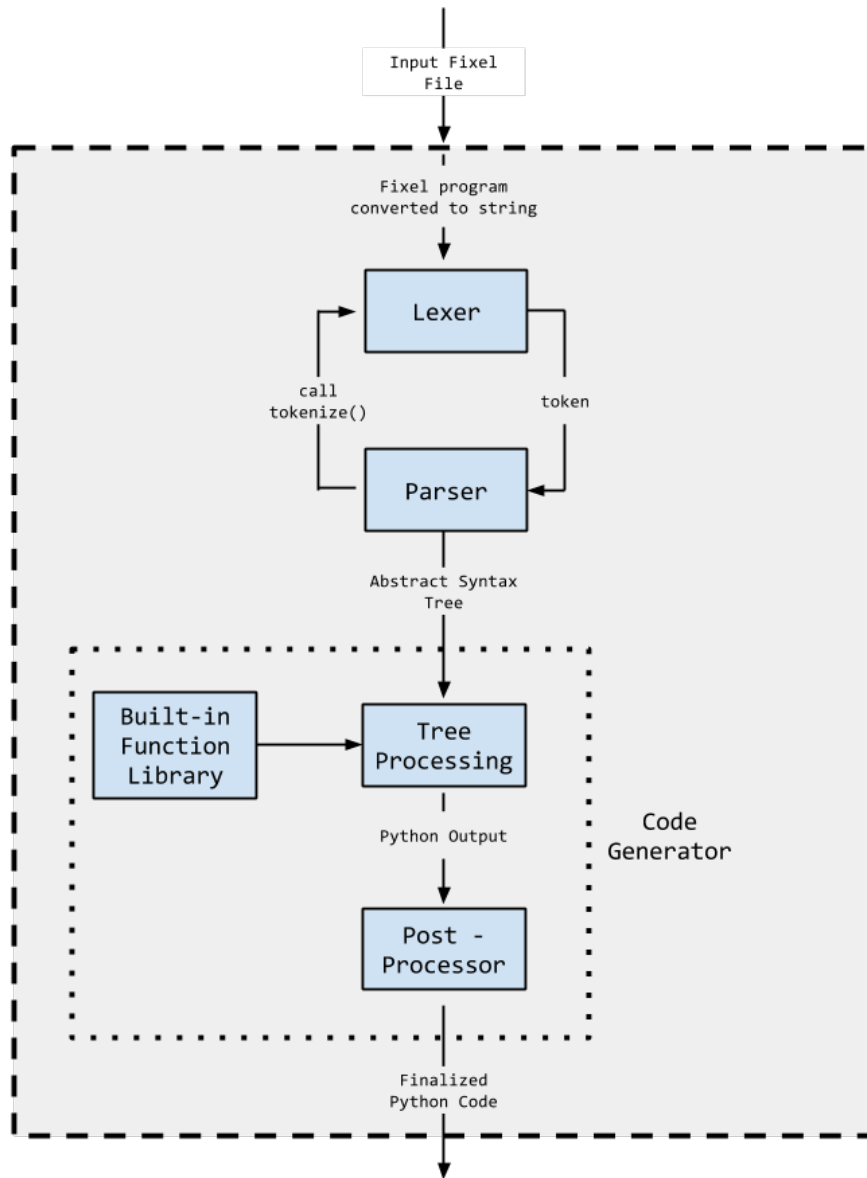 Input Fixel
File
Fixel program
converted to string
Lexer
call
tokenize()
token
Parser
Abstract Syntax
Tree
Built-in
Function
Library
Tree
Processing
Code
Generator
Python Output
Post -
Processor
Finalized
Python Code